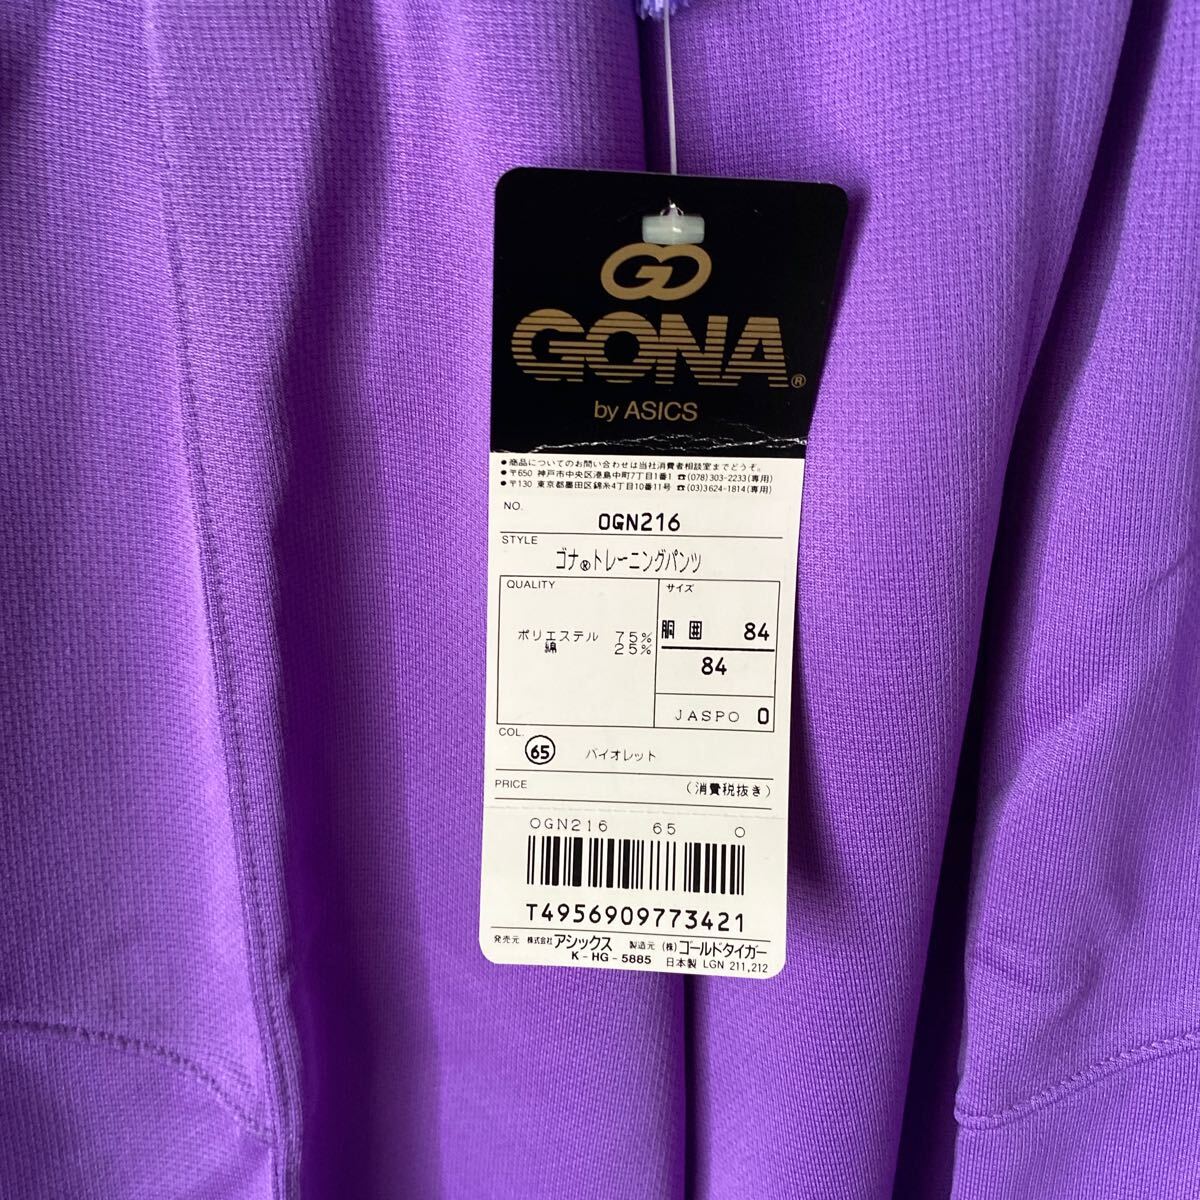 GO
GONA®
by ASICS
●商品についてのお問い合わせは当社消費者相談室までどうぞ。
●〒650 神戸市中央区港島中町7丁目1番1 ☎(078)303-2233(専用)
●〒130 東京都墨田区錦糸4丁目10番11号 ☎(03)3624-1814(専用)
NO.
OGN216
STYLE
ゴナ®トレーニングパンツ
QUALITY
ポリエステル 75%
綿 25%
サイズ
胴囲 84
84
JASPO O
COL.
65 バイオレット
PRICE
(消費税抜き)
OGN216 65 O
T4956909773421
発売元 株式会社アシックス 製造元 (株)ゴールドタイガー
K-HG-5885 日本製 LGN 211,212